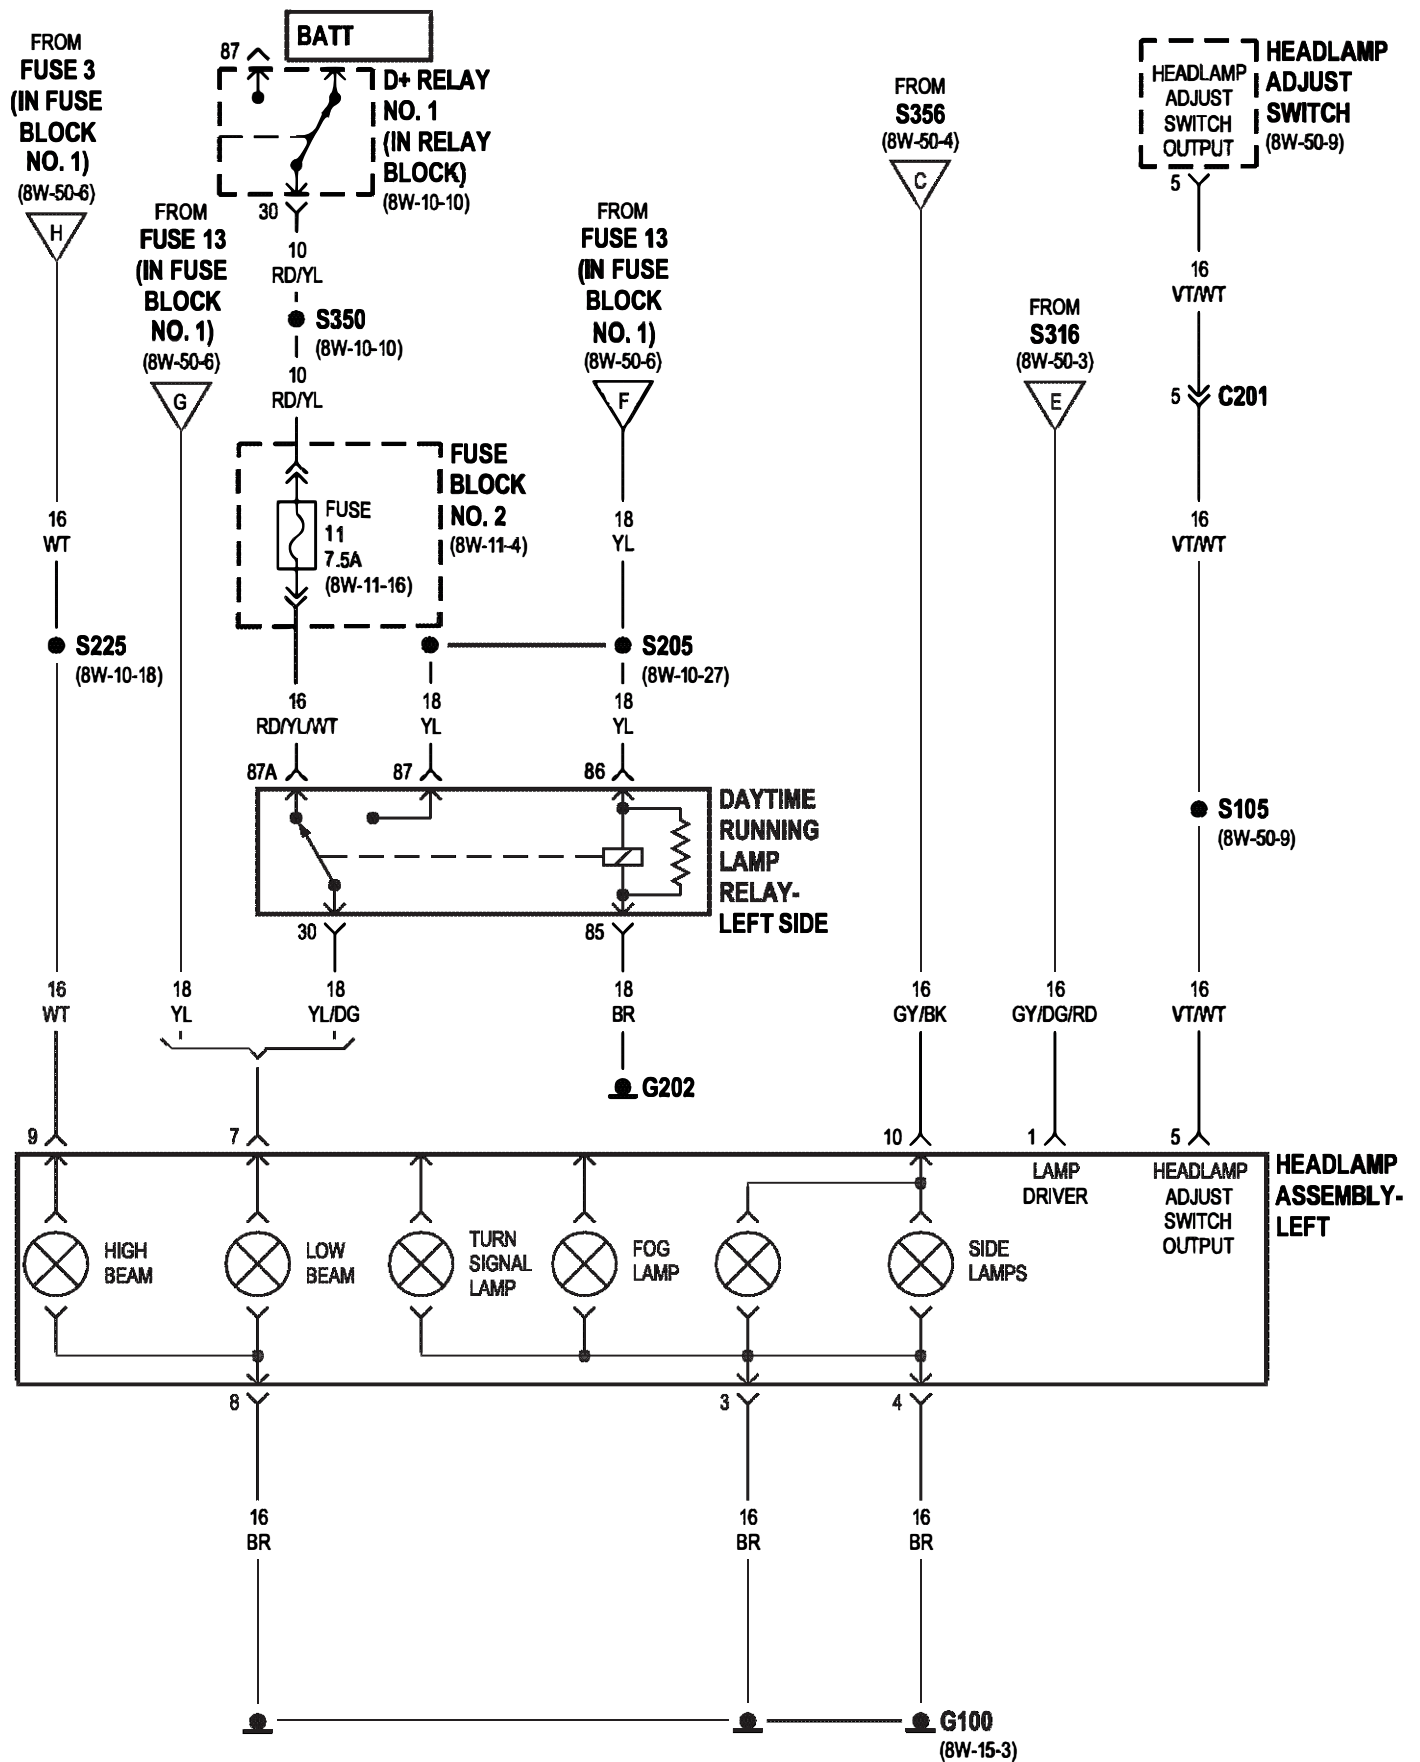 FROM
FUSE 3
(IN FUSE
BLOCK
NO. 1)
(8W-50-6)
H
87
BATT
D+ RELAY
NO. 1
(IN RELAY
BLOCK)
(8W-10-10)
30
10
RD/YL
S350
(8W-10-10)
10
RD/YL
FROM
FUSE 13
(IN FUSE
BLOCK
NO. 1)
(8W-50-6)
G
FROM
FUSE 13
(IN FUSE
BLOCK
NO. 1)
(8W-50-6)
F
FROM
S356
(8W-50-4)
C
FROM
S316
(8W-50-3)
E
HEADLAMP
ADJUST
SWITCH
OUTPUT
HEADLAMP
ADJUST
SWITCH
(8W-50-9)
5
16
VT/WT
5
C201
FUSE
BLOCK
NO. 2
(8W-11-4)
FUSE
11
7.5A
(8W-11-16)
16
WT
18
YL
16
VT/WT
S225
(8W-10-18)
S205
(8W-10-27)
16
RD/YL/WT
18
YL
18
YL
87A
87
86
DAYTIME
RUNNING
LAMP
RELAY-
LEFT SIDE
S105
(8W-50-9)
30
85
16
WT
18
YL
18
YL/DG
18
BR
16
GY/BK
16
GY/DG/RD
16
VT/WT
G202
9
7
10
1
5
LAMP
DRIVER
HEADLAMP
ADJUST
SWITCH
OUTPUT
HEADLAMP
ASSEMBLY-
LEFT
HIGH
BEAM
LOW
BEAM
TURN
SIGNAL
LAMP
FOG
LAMP
SIDE
LAMPS
8
3
4
16
BR
16
BR
16
BR
G100
(8W-15-3)